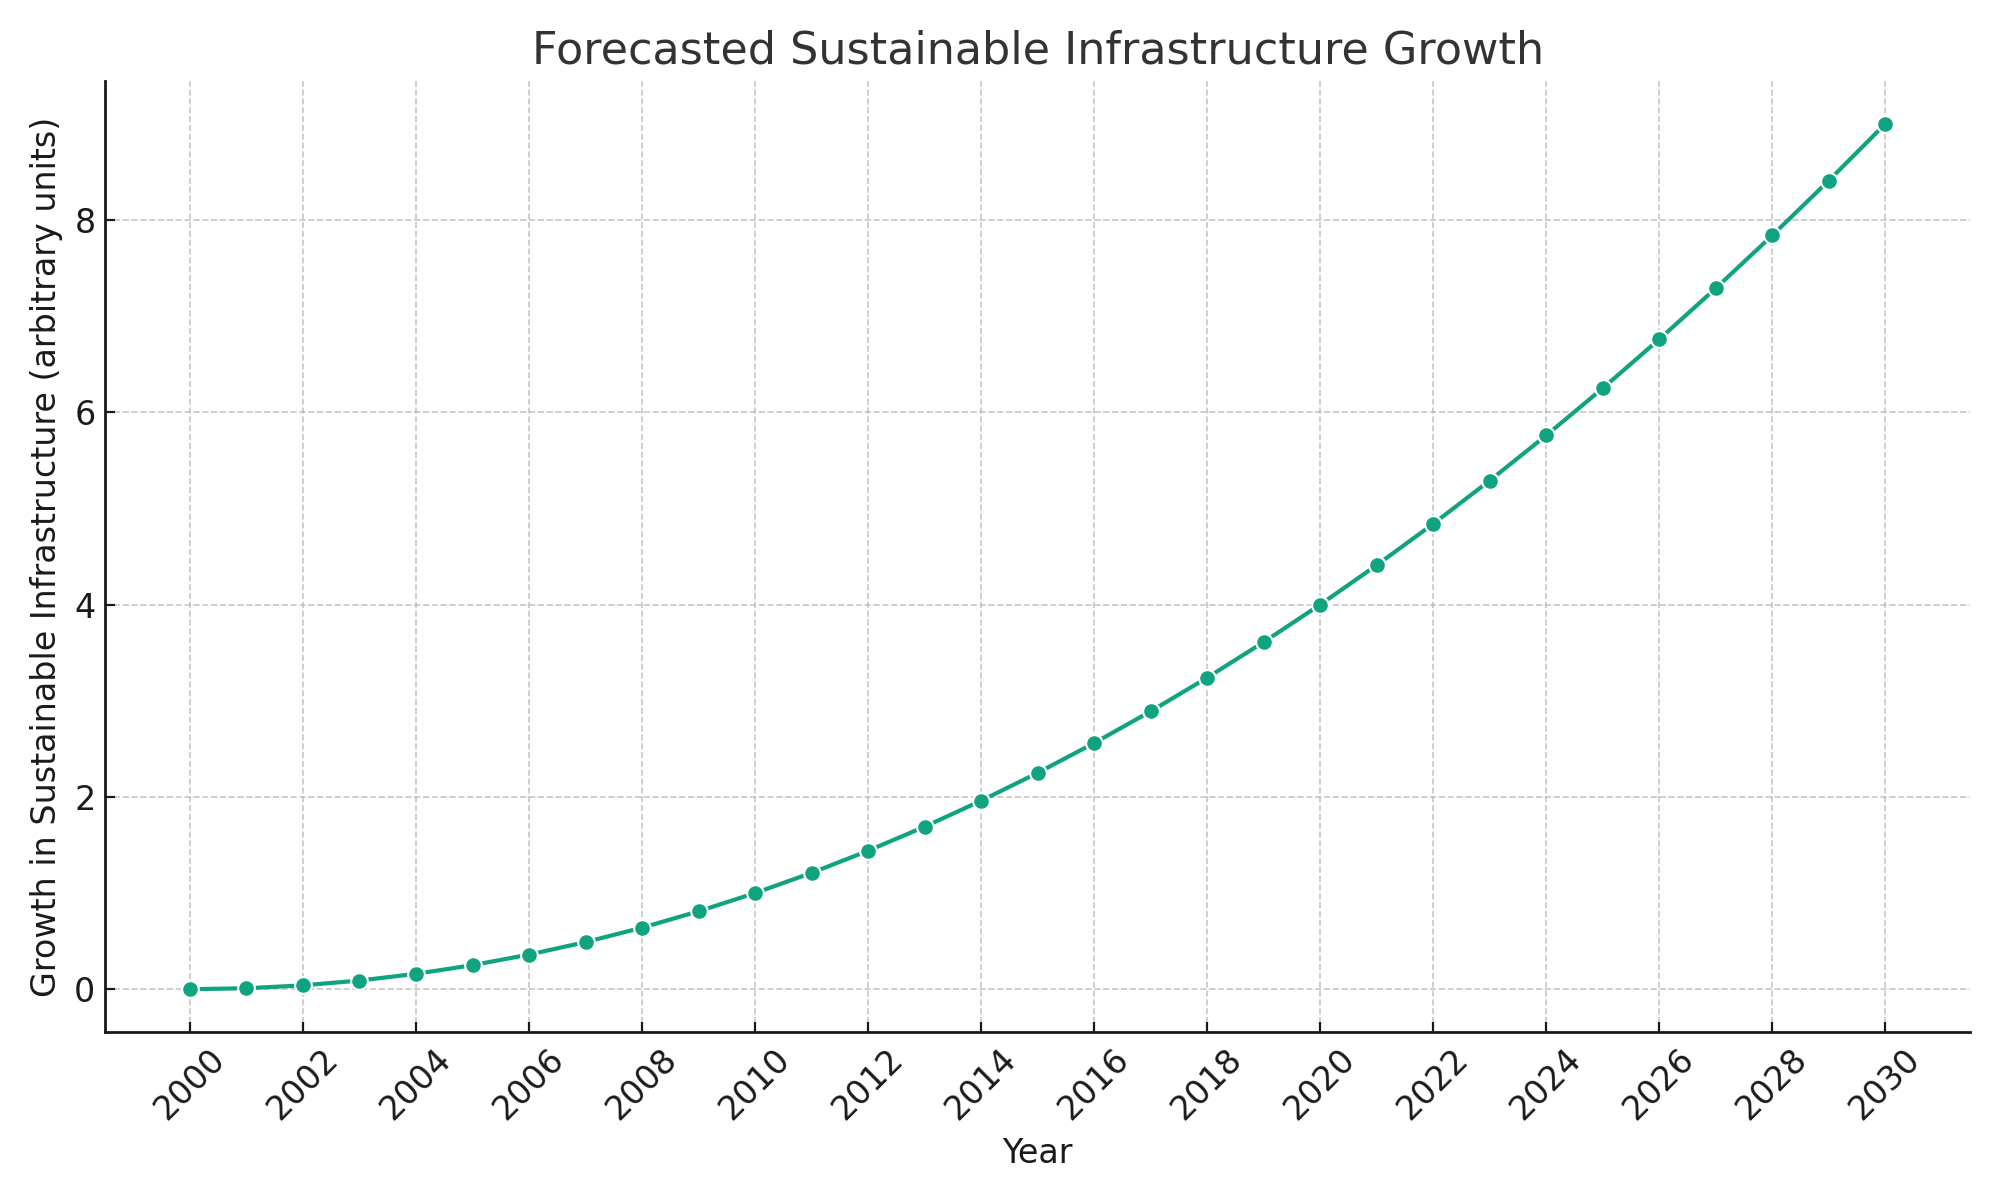 Forecasted Sustainable Infrastructure Growth
Growth in Sustainable Infrastructure (arbitrary units)
8
6
4
2
0
2000 2002 2004 2006 2008 2010 2012 2014 2016 2018 2020 2022 2024 2026 2028 2030
Year